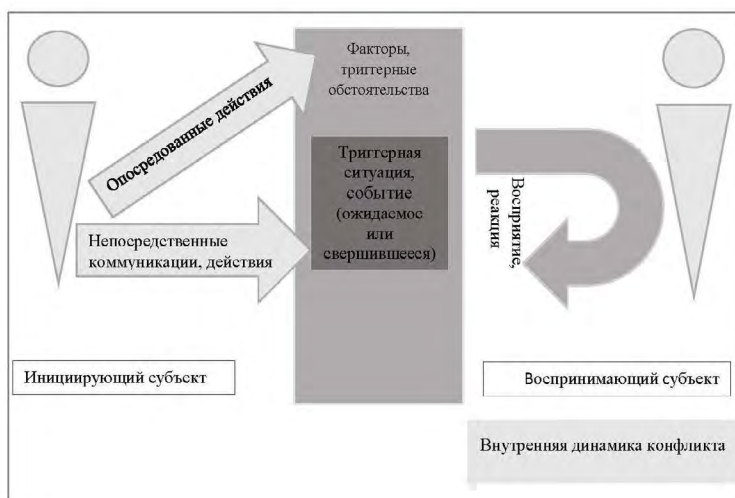 Факторы,
триггерные
обстоятельства
Опосредованные действия
Триггерная
ситуация,
событие
(ожидаемое
или
свершившееся)
Непосредственные
коммуникации, действия
Восприятие,
реакция
Инициирующий субъект
Воспринимающий субъект
Внутренняя динамика конфликта